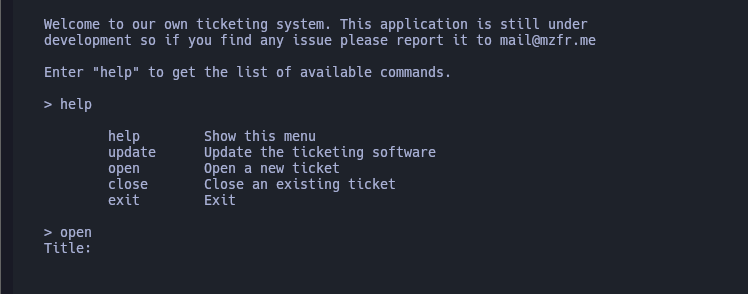 Welcome to our own ticketing system. This application is still under
development so if you find any issue please report it to mail@mzfr.me
Enter "help" to get the list of available commands.
> help
help Show this menu
update Update the ticketing software
open Open a new ticket
close Close an existing ticket
exit Exit
> open
Title: